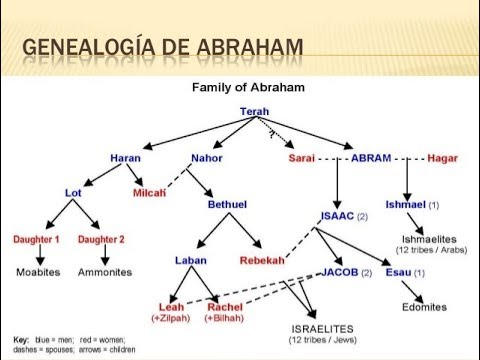 GENEALOGÍA DE ABRAHAM
Family of Abraham
Terah
?
Haran Nahor Sarai ABRAM Hagar
Lot Milcah
Bethuel ISAAC (2) Ishmael (1)
Daughter 1 Daughter 2
Ishmaelites
(12 tribes / Arabs)
Moabites Ammonites
Laban Rebekah JACOB (2) Esau (1)
Leah Rachel
(+Zilpah) (+Bilhah)
Edomites
ISRAELITES
(12 tribes / Jews)
Key: blue = men; red = women;
dashes = spouses; arrows = children